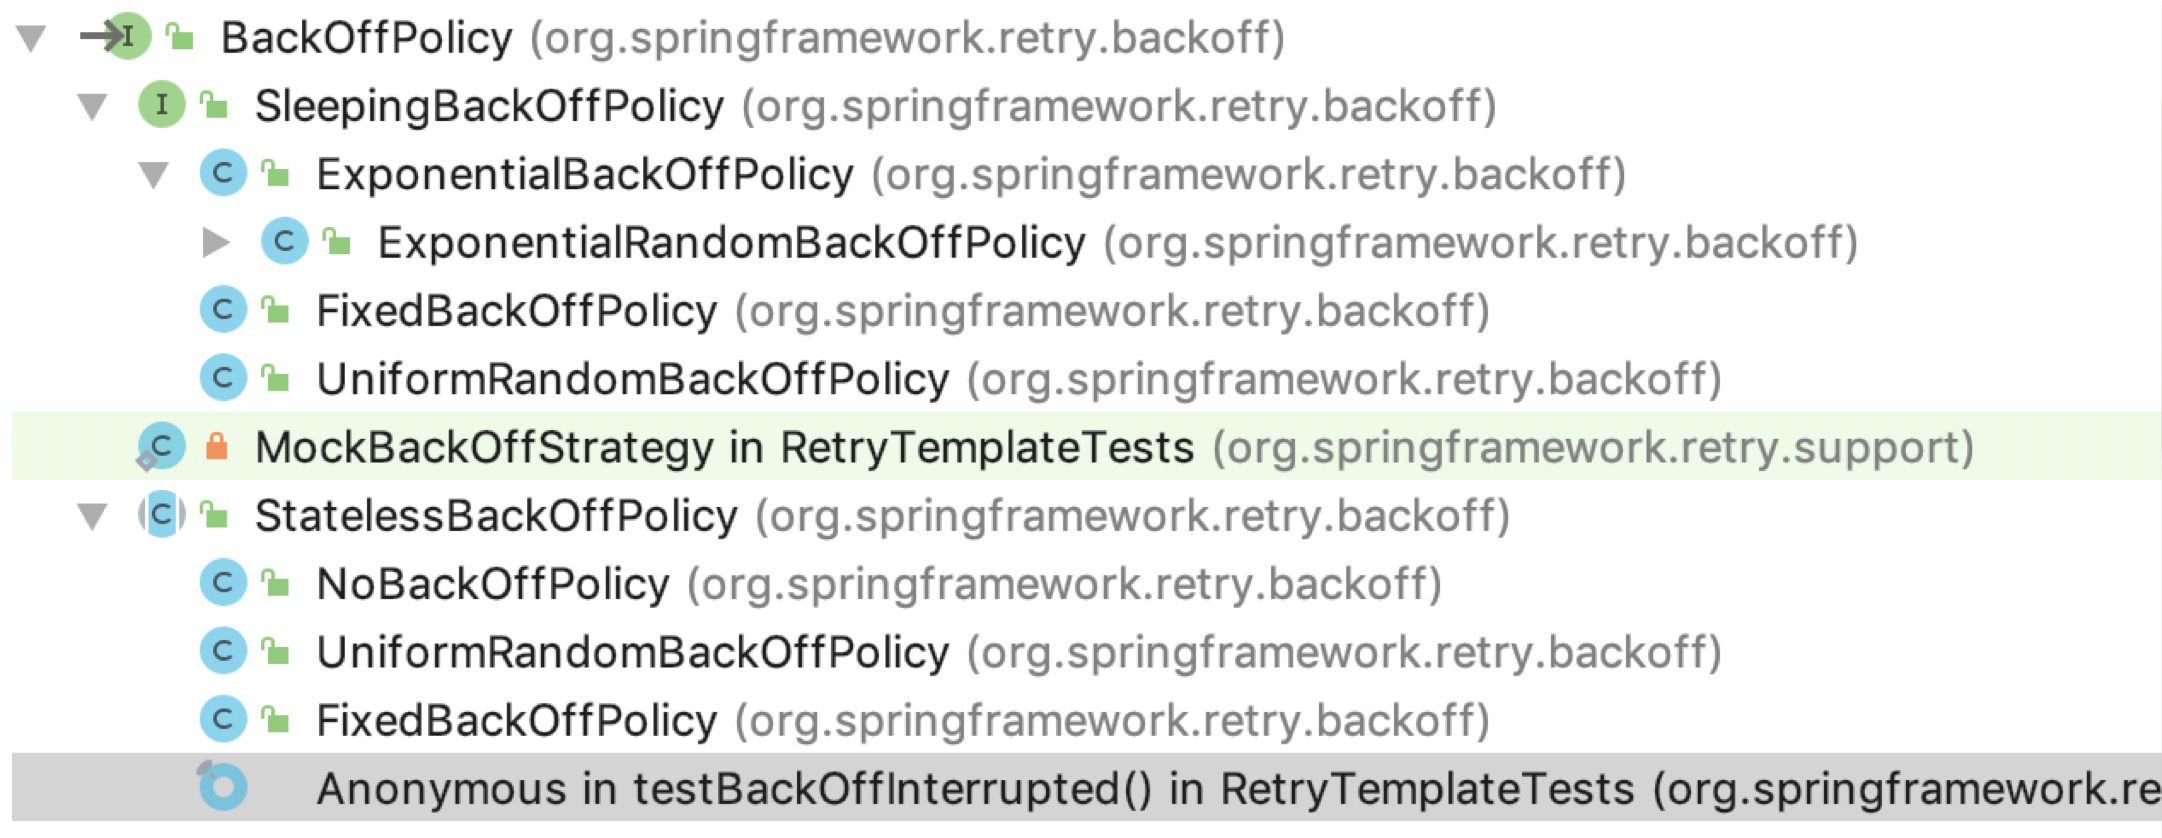 BackOffPolicy (org.springframework.retry.backoff)
SleepingBackOffPolicy (org.springframework.retry.backoff)
ExponentialBackOffPolicy (org.springframework.retry.backoff)
ExponentialRandomBackOffPolicy (org.springframework.retry.backoff)
FixedBackOffPolicy (org.springframework.retry.backoff)
UniformRandomBackOffPolicy (org.springframework.retry.backoff)
MockBackOffStrategy in RetryTemplateTests (org.springframework.retry.support)
StatelessBackOffPolicy (org.springframework.retry.backoff)
NoBackOffPolicy (org.springframework.retry.backoff)
UniformRandomBackOffPolicy (org.springframework.retry.backoff)
FixedBackOffPolicy (org.springframework.retry.backoff)
Anonymous in testBackOffInterrupted() in RetryTemplateTests (org.springframework.re